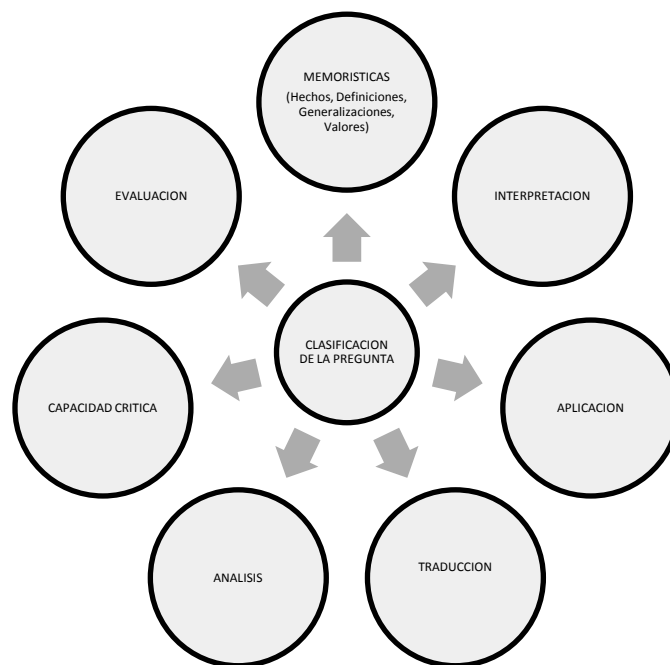 MEMORISTICAS
(Hechos, Definiciones,
Generalizaciones,
Valores)
EVALUACION
INTERPRETACION
CLASIFICACION
DE LA PREGUNTA
CAPACIDAD CRITICA
APLICACION
ANALISIS
TRADUCCION